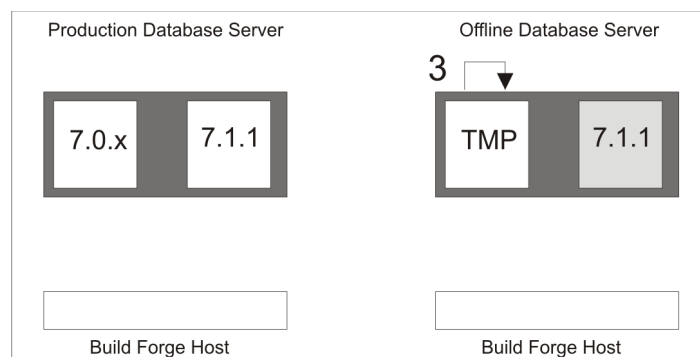 Production Database Server
Offline Database Server
3
7.0.x
7.1.1
TMP
7.1.1
Build Forge Host
Build Forge Host